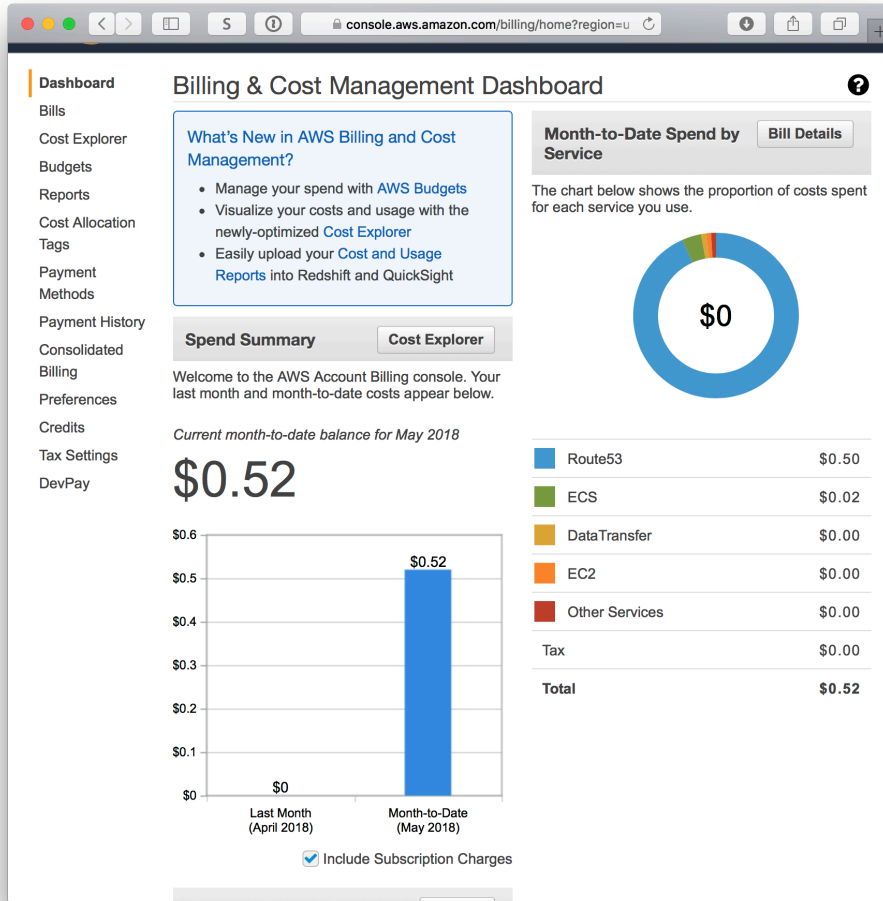 S
console.aws.amazon.com/billing/home?region=u
Dashboard
Bills
Cost Explorer
Budgets
Reports
Cost Allocation
Tags
Payment
Methods
Payment History
Consolidated
Billing
Preferences
Credits
Tax Settings
DevPay
Billing & Cost Management Dashboard
?
What's New in AWS Billing and Cost
Management?
• Manage your spend with AWS Budgets
• Visualize your costs and usage with the
newly-optimized Cost Explorer
• Easily upload your Cost and Usage
Reports into Redshift and QuickSight
Spend Summary
Cost Explorer
Welcome to the AWS Account Billing console. Your
last month and month-to-date costs appear below.
Current month-to-date balance for May 2018
$0.52
$0.6
$0.5
$0.4
$0.3
$0.2
$0.1
$0
$0.52
$0
Last Month
(April 2018)
Month-to-Date
(May 2018)
Include Subscription Charges
Month-to-Date Spend by
Service
Bill Details
The chart below shows the proportion of costs spent
for each service you use.
$0
Route53 $0.50
ECS $0.02
DataTransfer $0.00
EC2 $0.00
Other Services $0.00
Tax $0.00
Total $0.52